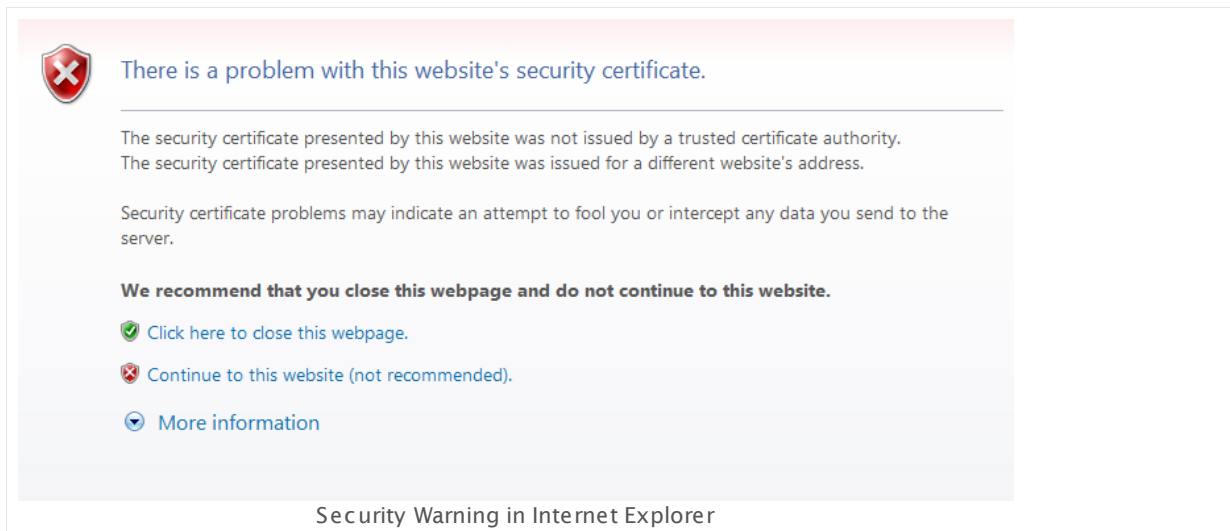 There is a problem with this website's security certificate.
The security certificate presented by this website was not issued by a trusted certificate authority.
The security certificate presented by this website was issued for a different website's address.
Security certificate problems may indicate an attempt to fool you or intercept any data you send to the
server.
We recommend that you close this webpage and do not continue to this website.
Click here to close this webpage.
Continue to this website (not recommended).
More information
Security Warning in Internet Explorer